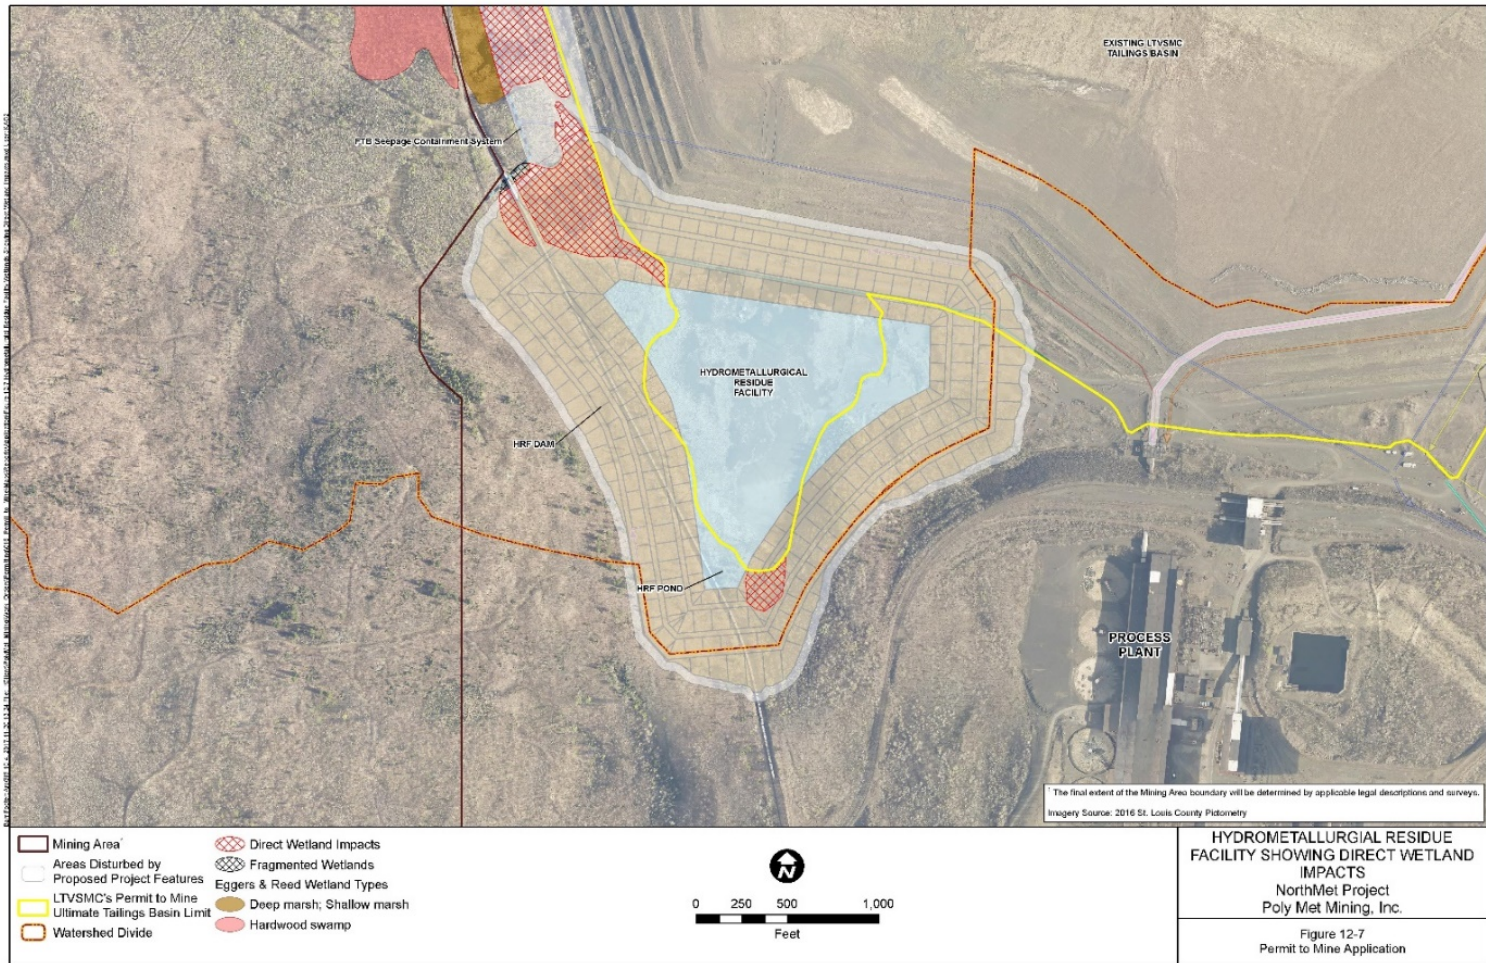 EXISTING LTVSMC
TAILINGS BASIN
FTB Seepage Containment System
HYDROMETALLURGICAL
RESIDUE
FACILITY
HRF DAM
HRF POND
PROCESS
PLANT
1 The final extent of the Mining Area boundary will be determined by applicable legal descriptions and surveys.
Imagery Source: 2016 St. Louis County Pictometry
Mining Area1
Areas Disturbed by
Proposed Project Features
LTVSMC's Permit to Mine
Ultimate Tailings Basin Limit
Watershed Divide
Direct Wetland Impacts
Fragmented Wetlands
Eggers & Reed Wetland Types
Deep marsh; Shallow marsh
Hardwood swamp
N
0 250 500 1,000
Feet
HYDROMETALLURGIAL RESIDUE
FACILITY SHOWING DIRECT WETLAND
IMPACTS
NorthMet Project
Poly Met Mining, Inc.
Figure 12-7
Permit to Mine Application